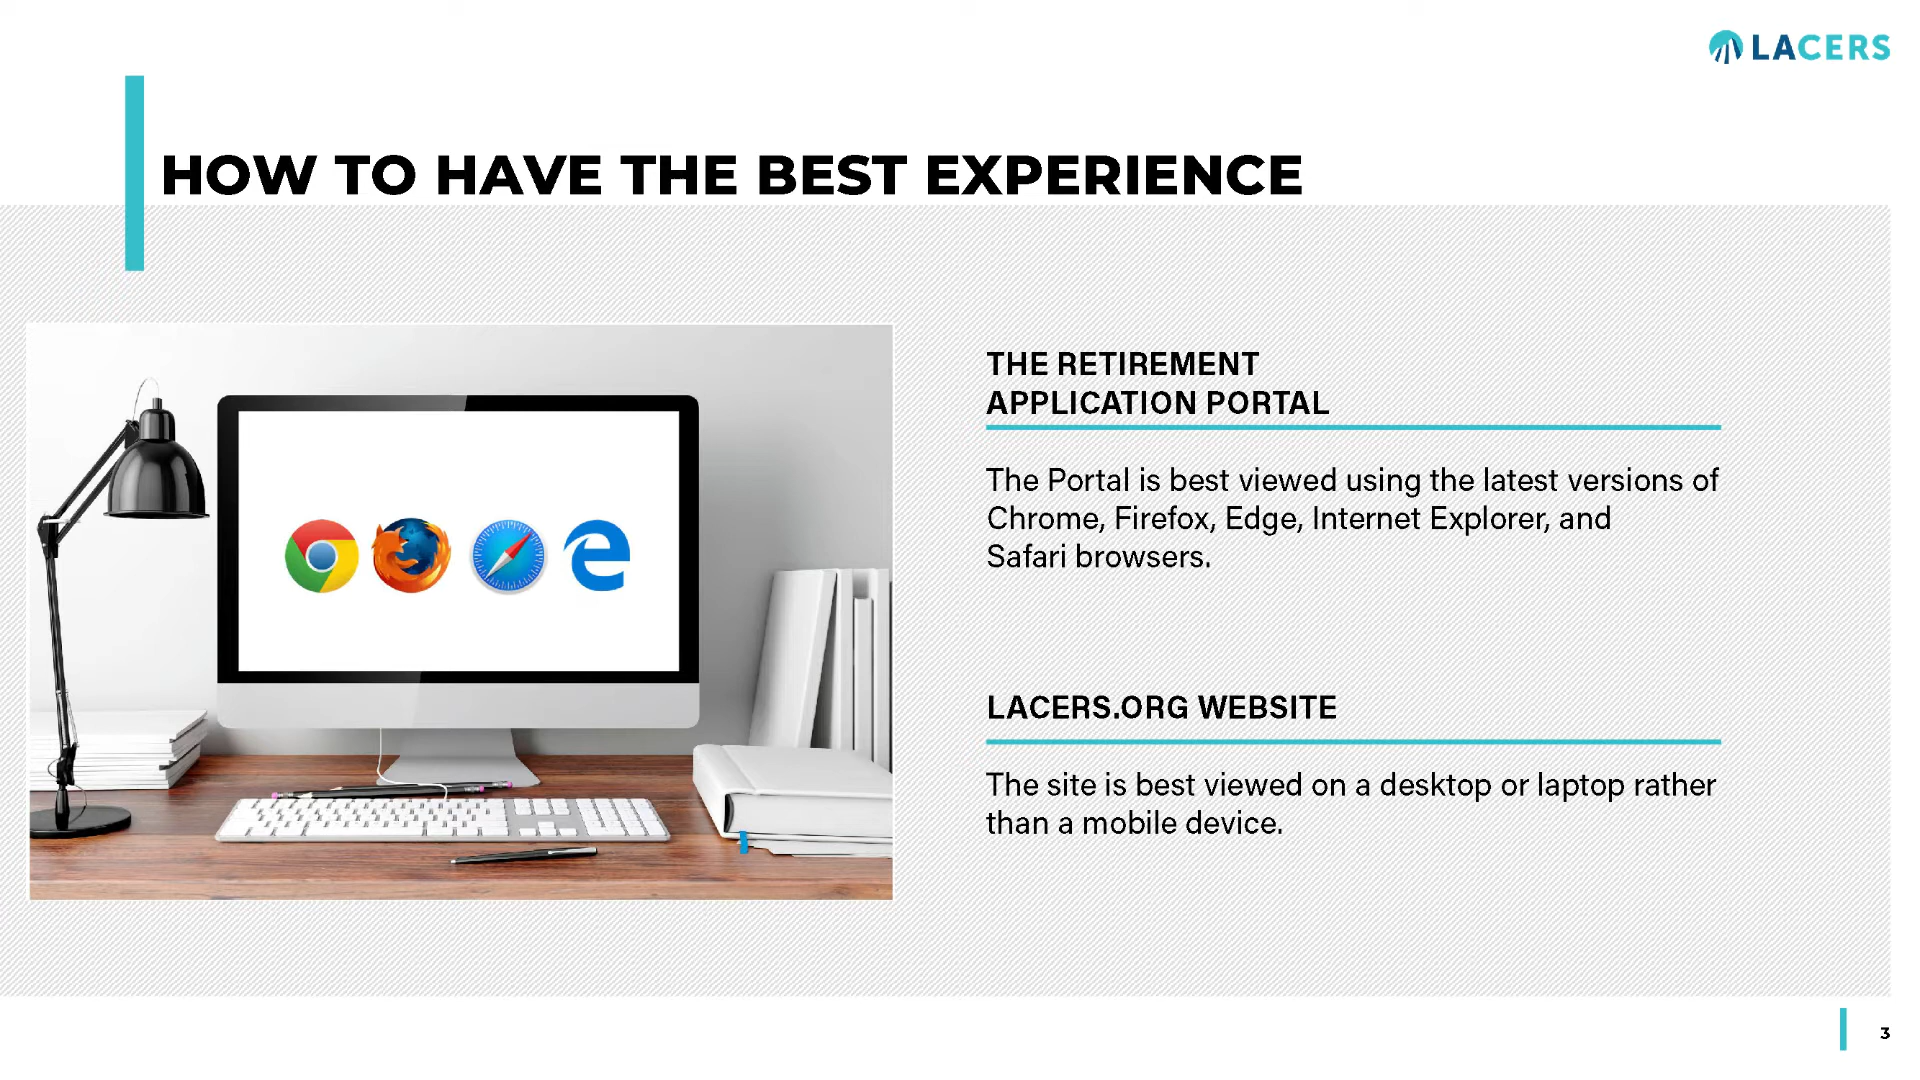 LACERS
HOW TO HAVE THE BEST EXPERIENCE
THE RETIREMENT
APPLICATION PORTAL
The Portal is best viewed using the latest versions of
Chrome, Firefox, Edge, Internet Explorer, and
Safari browsers.
LACERS.ORG WEBSITE
The site is best viewed on a desktop or laptop rather
than a mobile device.
3